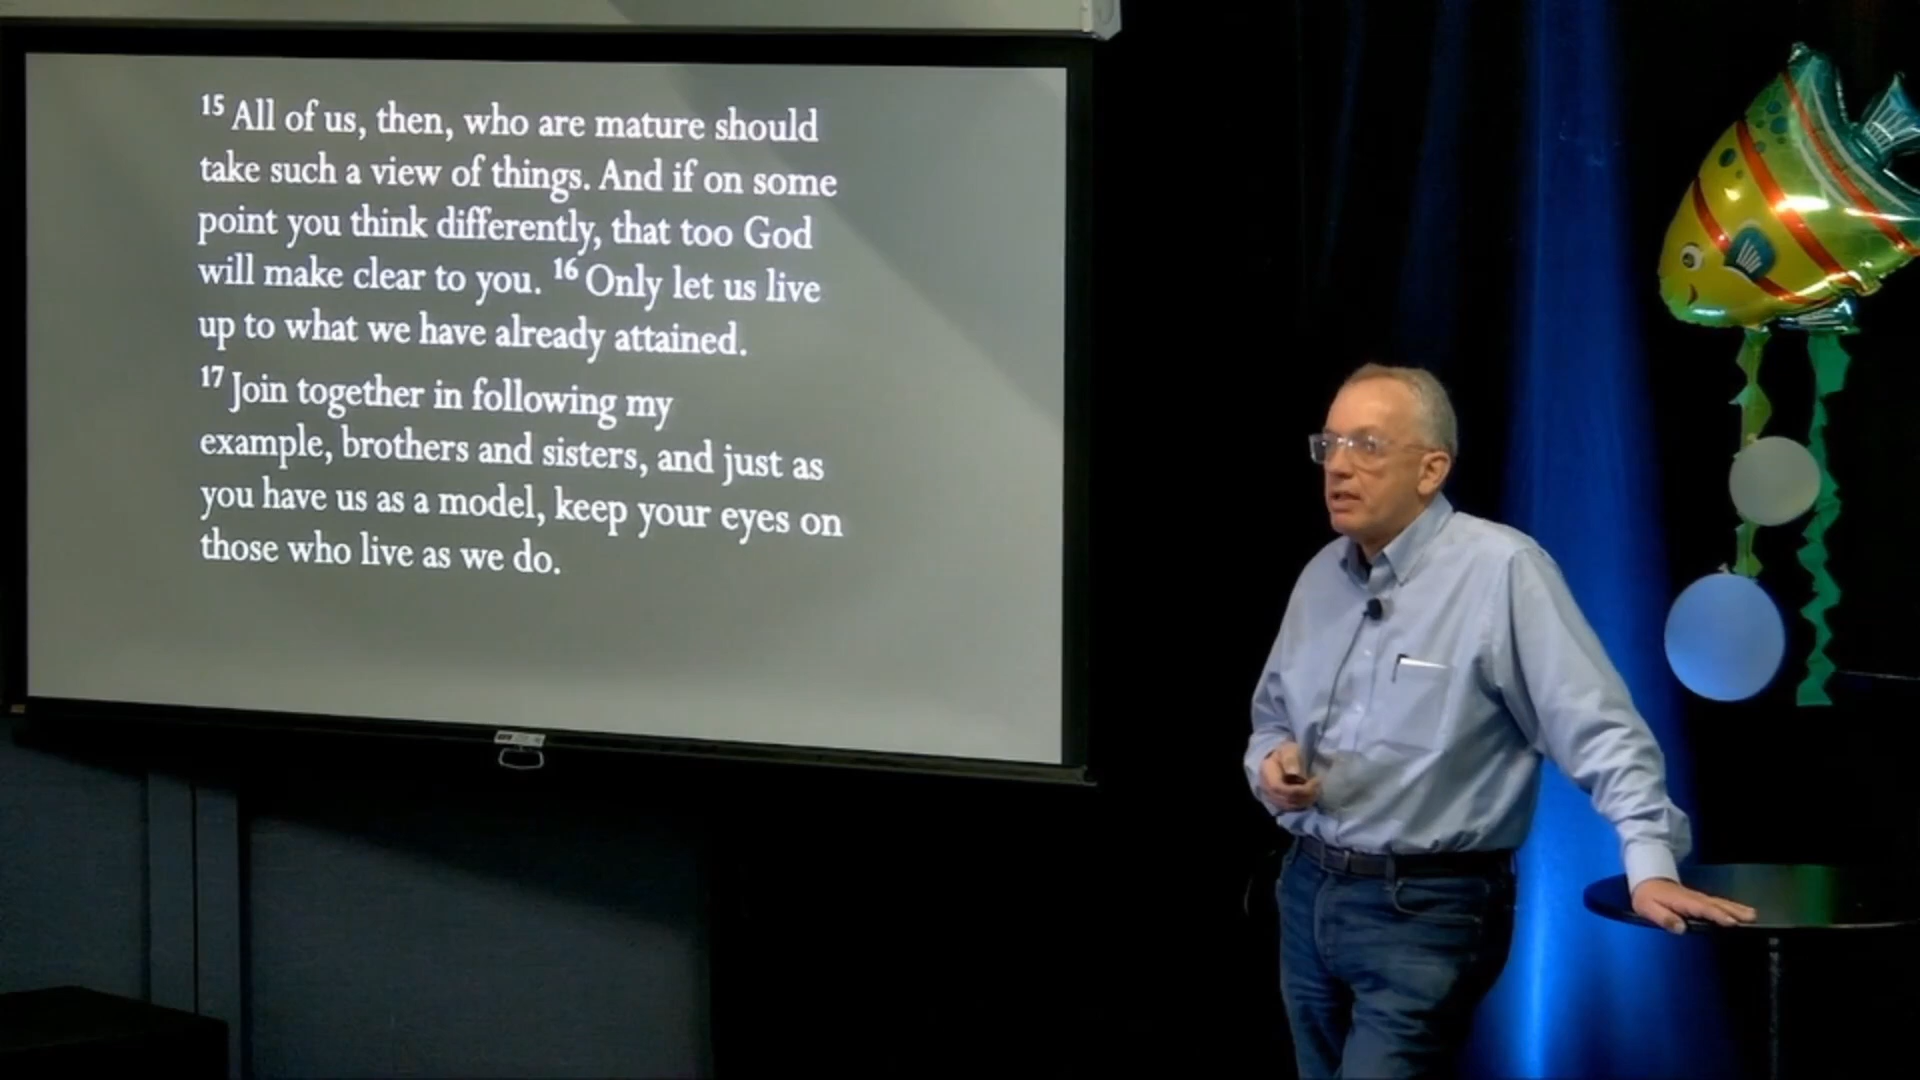 15 All of us, then, who are mature should
take such a view of things. And if on some
point you think differently, that too God
will make clear to you. 16 Only let us live
up to what we have already attained.
17 Join together in following my
example, brothers and sisters, and just as
you have us as a model, keep your eyes on
those who live as we do.